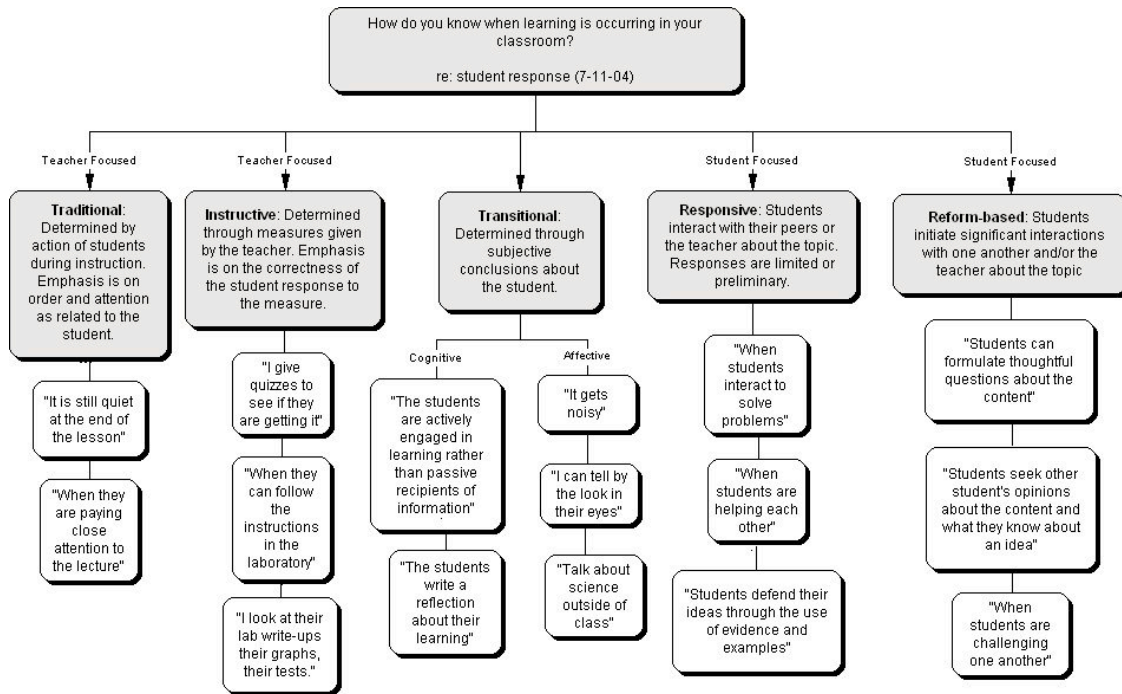 How do you know when learning is occurring in your
classroom?
re: student response (7-11-04)
Teacher Focused
Traditional:
Determined by
action of students
during instruction.
Emphasis is on
order and attention
as related to the
student.
"It is still quiet
at the end of
the lesson"
"When they
are paying
close
attention to
the lecture"
Teacher Focused
Instructive: Determined
through measures given
by the teacher. Emphasis
is on the correctness of
the student response to
the measure.
"I give
quizzes to
see if they
are getting it"
"When they
can follow
the
instructions
in the
laboratory"
"I look at their
lab write-ups
their graphs,
their tests."
Transitional:
Determined through
subjective
conclusions about
the student.
Cognitive
"The students
are actively
engaged in
learning rather
than passive
recipients of
information"
"The students
write a
reflection
about their
learning"
Affective
"It gets
noisy"
"I can tell by
the look in
their eyes"
"Talk about
science
outside of
class"
Student Focused
Responsive: Students
interact with their peers or
the teacher about the topic.
Responses are limited or
preliminary.
"When
students
interact to
solve
problems"
"When
students are
helping each
other"
"Students defend their
ideas through the use
of evidence and
examples"
Student Focused
Reform-based: Students
initiate significant interactions
with one another and/or the
teacher about the topic
"Students can
formulate thoughtful
questions about the
content"
"Students seek other
student's opinions
about the content and
what they know about
an idea"
"When
students are
challenging
one another"